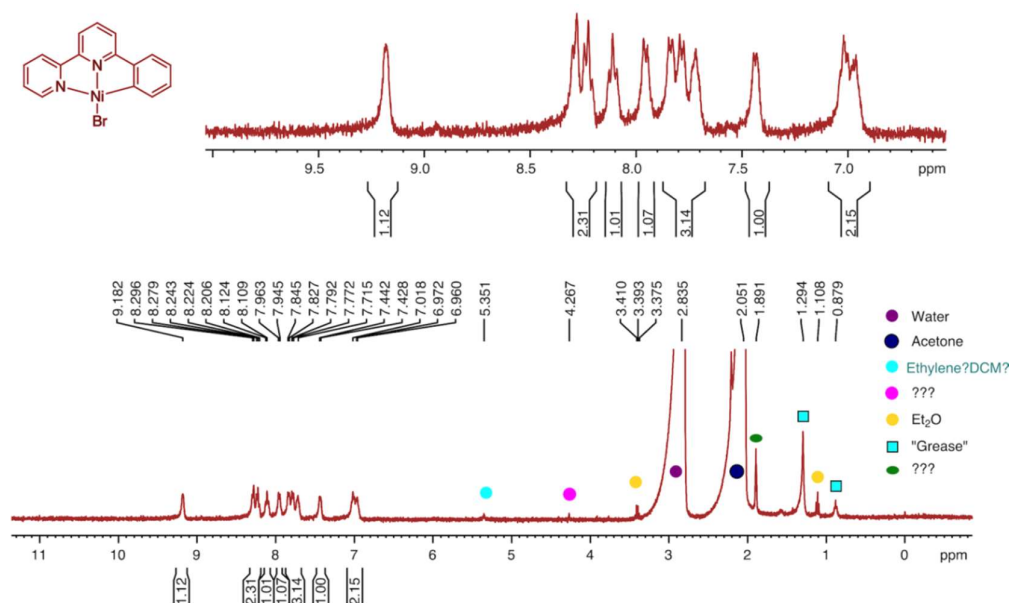 N
N
Ni
Br
9.5 9.0 8.5 8.0 7.5 7.0 ppm
1.12 2.31 1.01 1.07 3.14 1.00 2.15
9.182 8.296 8.279 8.243 8.224 8.206 8.124 8.109 7.963 7.945 7.845 7.827 7.792 7.772 7.715 7.442 7.428 7.018 6.972 6.960 5.351 4.267 3.410 3.393 3.375 2.835 2.051 1.891 1.294 1.108 0.879
Water
Acetone
Ethylene?DCM?
???
Et₂O
"Grease"
???
11 10 9 8 7 6 5 4 3 2 1 0 ppm
1.12 2.31 1.01 1.07 3.14 1.00 2.15